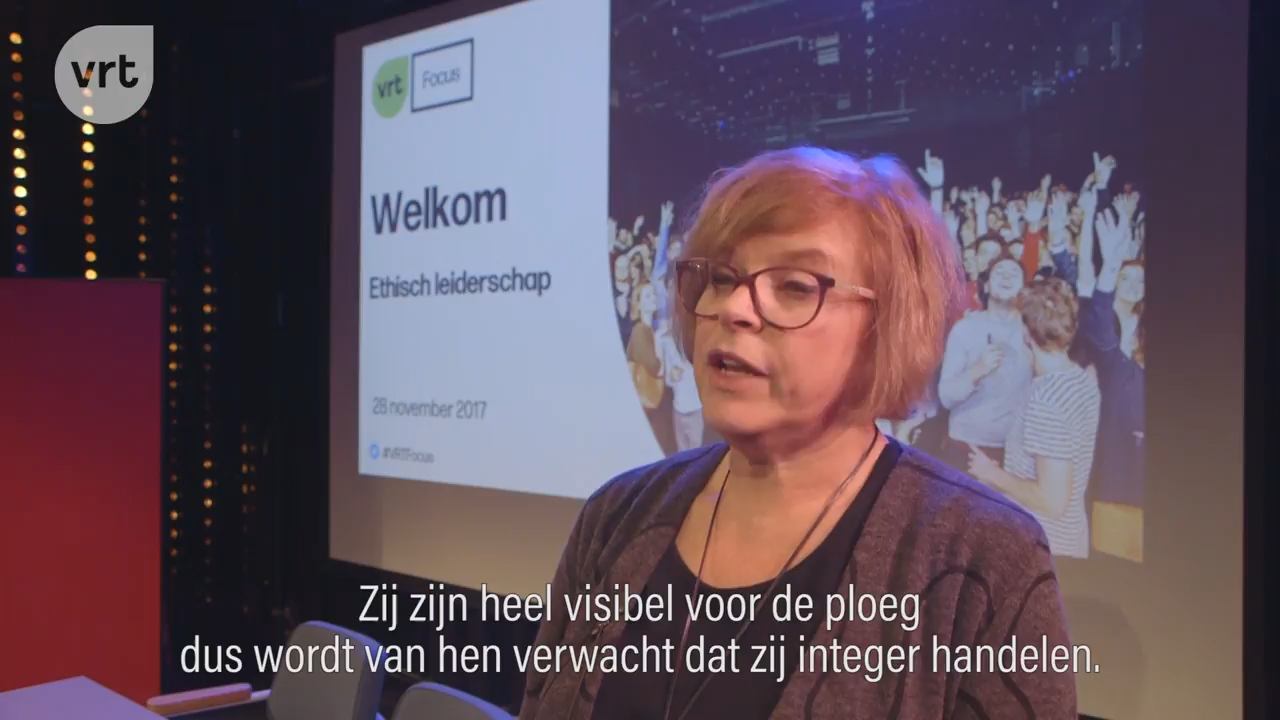 vrt
vrt Focus
Welkom
Ethisch leiderschap
28 november 2017
#VRTFocus
Zij zijn heel visibel voor de ploeg
dus wordt van hen verwacht dat zij integer handelen.